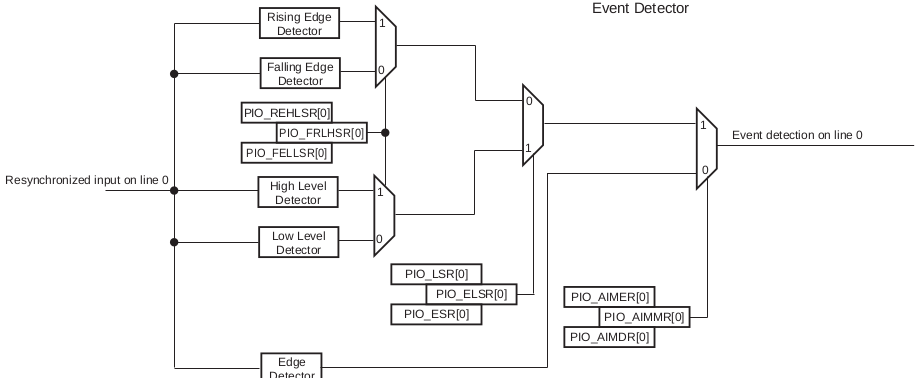 Event Detector
Rising Edge
Detector
1
Falling Edge
Detector
0
PIO_REHLSR[0]
PIO_FRLHSR[0]
PIO_FELLSR[0]
0
1
1
Event detection on line 0
0
Resynchronized input on line 0
High Level
Detector
1
Low Level
Detector
0
PIO_LSR[0]
PIO_ELSR[0]
PIO_ESR[0]
PIO_AIMER[0]
PIO_AIMMR[0]
PIO_AIMDR[0]
Edge
Detector